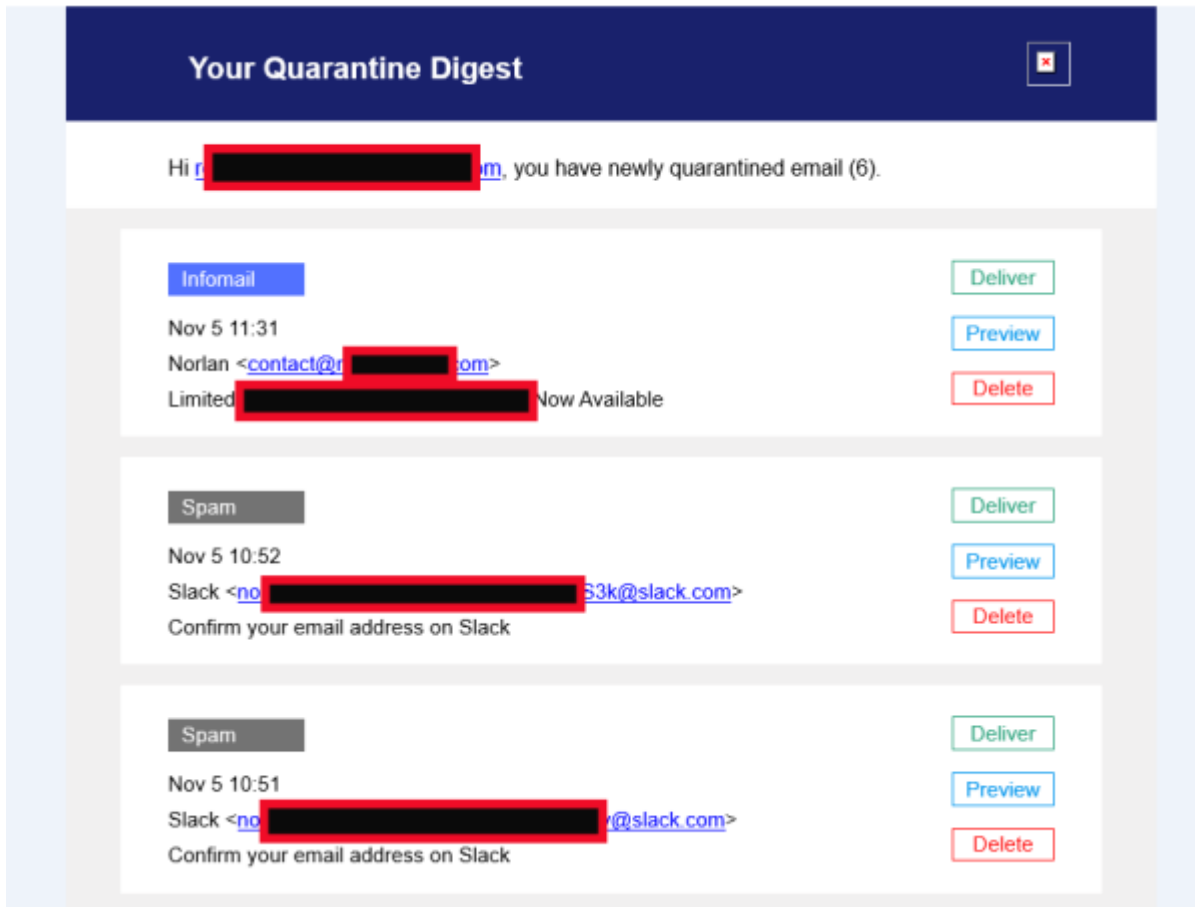 Your Quarantine Digest
Hi r m, you have newly quarantined email (6).
Infomail
Deliver
Nov 5 11:31
Preview
Norlan <contact@r com>
Limited Now Available
Delete
Spam
Deliver
Nov 5 10:52
Preview
Slack <no S3k@slack.com>
Delete
Confirm your email address on Slack
Spam
Deliver
Nov 5 10:51
Preview
Slack <no @slack.com>
Delete
Confirm your email address on Slack